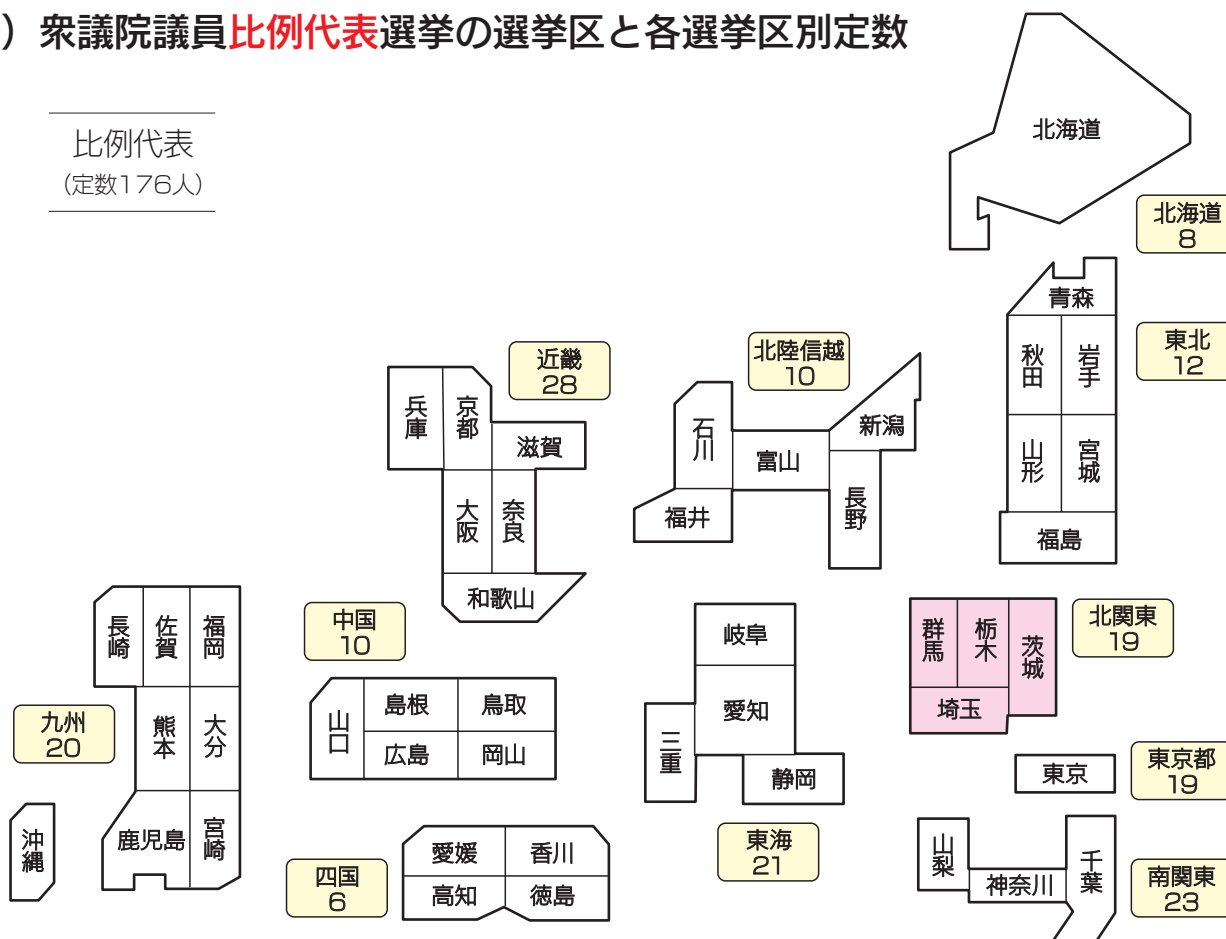 ）衆議院議員比例代表選挙の選挙区と各選挙区別定数
比例代表
（定数176人）
北海道
北海道
8
青森
秋田
岩手
山形
宮城
福島
東北
12
北陸信越
10
石川
富山
新潟
福井
長野
近畿
28
兵庫
京都
滋賀
大阪
奈良
和歌山
群馬
栃木
茨城
埼玉
北関東
19
東京
東京都
19
山梨
神奈川
千葉
南関東
23
岐阜
愛知
三重
静岡
東海
21
中国
10
山口
島根
鳥取
広島
岡山
四国
6
愛媛
香川
高知
徳島
九州
20
長崎
佐賀
福岡
熊本
大分
鹿児島
宮崎
沖縄